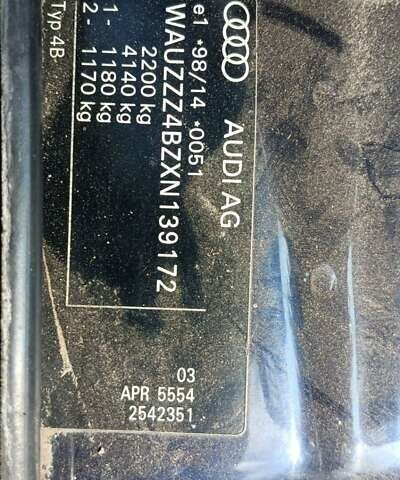 AUDI AG
e1 *98/14 *0051
WAUZZZ4BZXN139172
2200 kg
4140 kg
1 - 1180 kg
2 - 1170 kg
Typ 4B
03
APR 5554
2542351